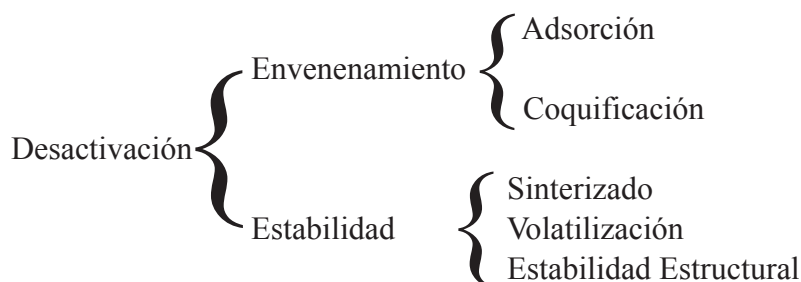 Adsorción
Envenenamiento
Coquificación
Desactivación
Sinterizado
Estabilidad
Volatilización
Estabilidad Estructural